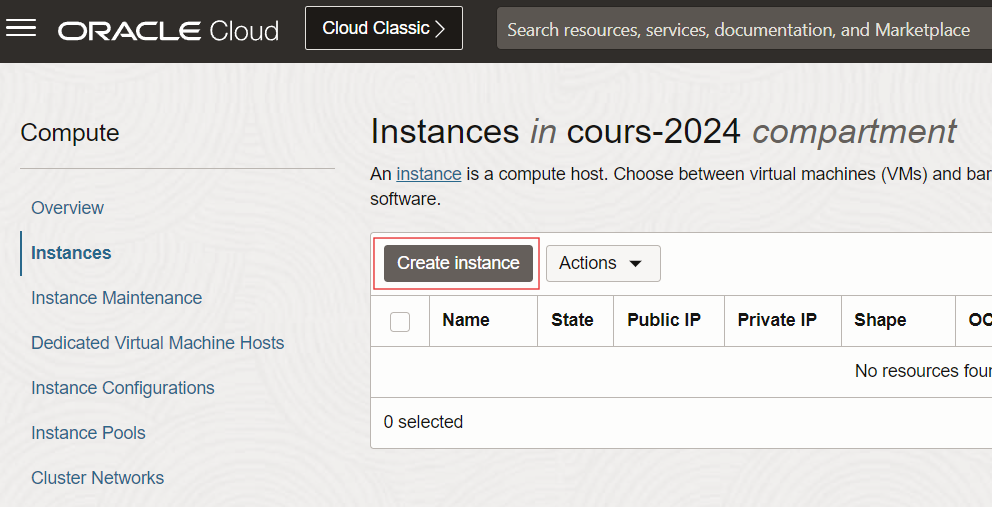 ORACLE Cloud
Cloud Classic
Search resources, services, documentation, and Marketplace
Compute
Overview
Instances
Instance Maintenance
Dedicated Virtual Machine Hosts
Instance Configurations
Instance Pools
Cluster Networks
Instances in cours-2024 compartment
An instance is a compute host. Choose between virtual machines (VMs) and bar
software.
Create instance
Actions
Name State Public IP Private IP Shape OC
No resources foun
0 selected